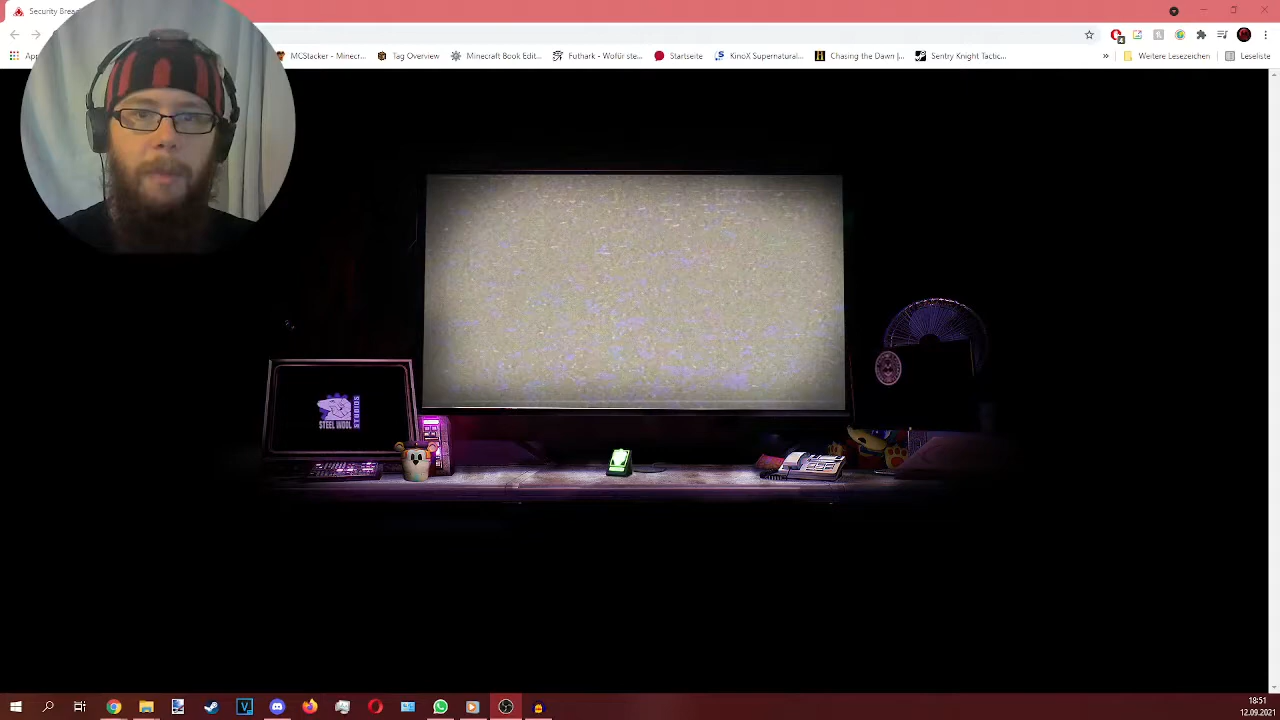 Security Breac
App
MCStacker - Minecr...
Tag Overview
Minecraft Book Edit...
Futhark - Wofür ste...
Startseite
KinoX Supernatural...
Chasing the Dawn |...
Sentry Knight Tactic...
»
Weitere Lesezeichen
Leseliste
STEEL WOOL
STUDIOS
18:51
12.09.2021